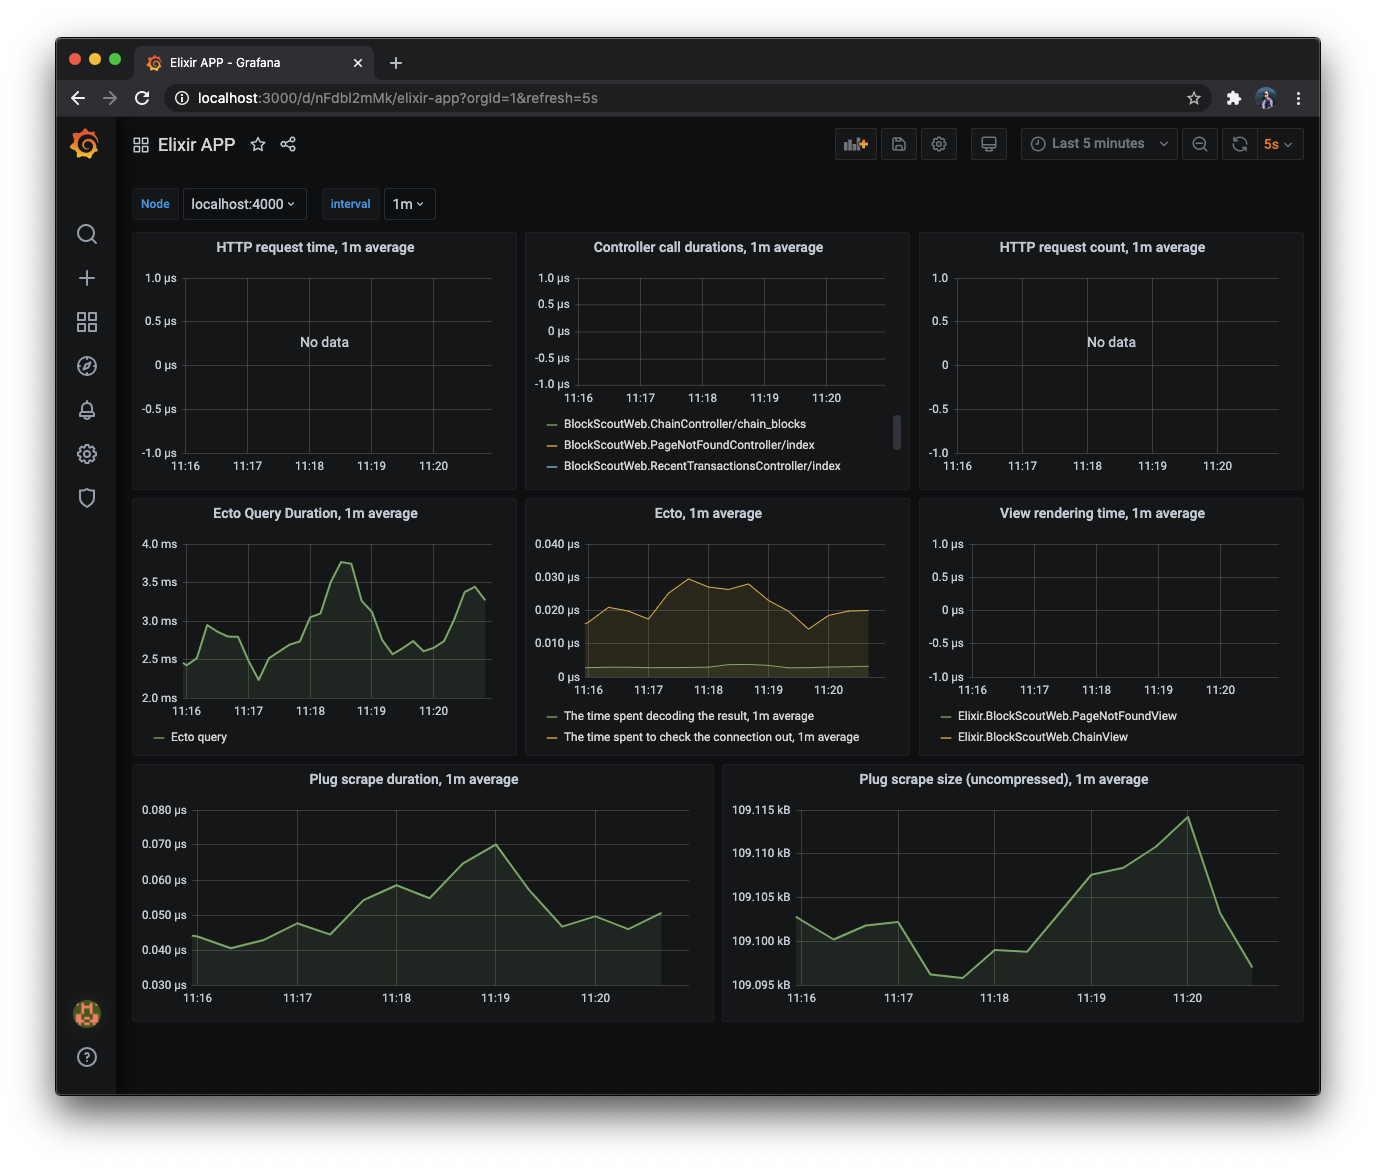 Elixir APP - Grafana
localhost:3000/d/nFdbI2mMk/elixir-app?orgId=1&refresh=5s
Elixir APP
Last 5 minutes
5s
Node
localhost:4000
interval
1m
HTTP request time, 1m average
1.0 µs
0.5 µs
0 µs
-0.5 µs
-1.0 µs
No data
11:16 11:17 11:18 11:19 11:20
Controller call durations, 1m average
1.0 µs
0.5 µs
0 µs
-0.5 µs
-1.0 µs
11:16 11:17 11:18 11:19 11:20
BlockScoutWeb.ChainController/chain_blocks
BlockScoutWeb.PageNotFoundController/index
BlockScoutWeb.RecentTransactionsController/index
HTTP request count, 1m average
1.0
0.5
0
-0.5
-1.0
No data
11:16 11:17 11:18 11:19 11:20
Ecto Query Duration, 1m average
4.0 ms
3.5 ms
3.0 ms
2.5 ms
2.0 ms
11:16 11:17 11:18 11:19 11:20
Ecto query
Ecto, 1m average
0.040 µs
0.030 µs
0.020 µs
0.010 µs
0 µs
11:16 11:17 11:18 11:19 11:20
The time spent decoding the result, 1m average
The time spent to check the connection out, 1m average
View rendering time, 1m average
1.0 µs
0.5 µs
0 µs
-0.5 µs
-1.0 µs
11:16 11:17 11:18 11:19 11:20
Elixir.BlockScoutWeb.PageNotFoundView
Elixir.BlockScoutWeb.ChainView
Plug scrape duration, 1m average
0.080 µs
0.070 µs
0.060 µs
0.050 µs
0.040 µs
0.030 µs
11:16 11:17 11:18 11:19 11:20
Plug scrape size (uncompressed), 1m average
109.115 kB
109.110 kB
109.105 kB
109.100 kB
109.095 kB
11:16 11:17 11:18 11:19 11:20